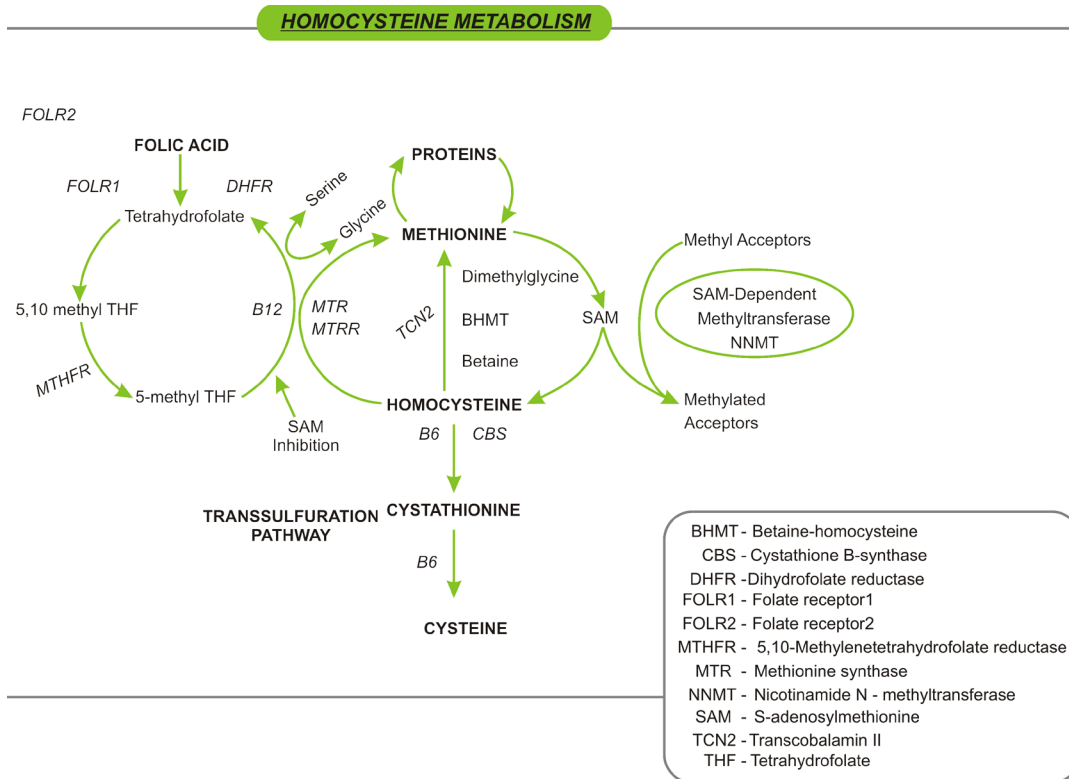 HOMOCYSTEINE METABOLISM
FOLR2
FOLIC ACID
PROTEINS
FOLR1
DHFR
Serine
Glycine
Tetrahydrofolate
METHIONINE
Methyl Acceptors
Dimethylglycine
SAM-Dependent
Methyltransferase
NNMT
5,10 methyl THF
B12
MTR
MTRR
TCN2
BHMT
SAM
Betaine
MTHFR
5-methyl THF
HOMOCYSTEINE
Methylated
Acceptors
SAM
Inhibition
B6
CBS
TRANSSULFURATION
PATHWAY
CYSTATHIONINE
B6
CYSTEINE
BHMT - Betaine-homocysteine
CBS - Cystathione B-synthase
DHFR -Dihydrofolate reductase
FOLR1 - Folate receptor1
FOLR2 - Folate receptor2
MTHFR - 5,10-Methylenetetrahydrofolate reductase
MTR - Methionine synthase
NNMT - Nicotinamide N - methyltransferase
SAM - S-adenosylmethionine
TCN2 -Transcobalamin II
THF - Tetrahydrofolate